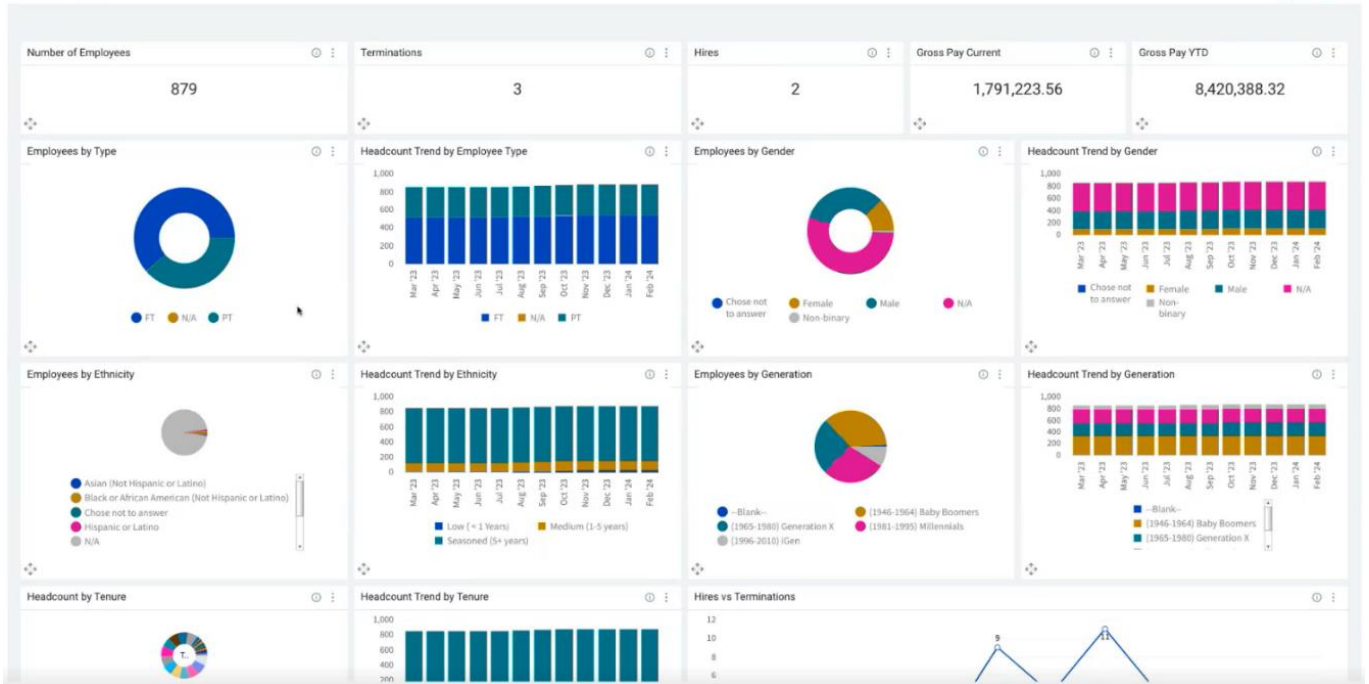 Number of Employees
879
Terminations
3
Hires
2
Gross Pay Current
1,791,223.56
Gross Pay YTD
8,420,388.32
Employees by Type
FT N/A PT
Headcount Trend by Employee Type
1,000
800
600
400
200
0
Mar '23 Apr '23 May '23 Jun '23 Jul '23 Aug '23 Sep '23 Oct '23 Nov '23 Dec '23 Jan '24 Feb '24
FT N/A PT
Employees by Gender
Chose not to answer
Female
Male
N/A
Non-binary
Headcount Trend by Gender
1,000
800
600
400
200
0
Mar '23 Apr '23 May '23 Jun '23 Jul '23 Aug '23 Sep '23 Oct '23 Nov '23 Dec '23 Jan '24 Feb '24
Chose not
to answer
Female
Male
N/A
Non-
binary
Employees by Ethnicity
Asian (Not Hispanic or Latino)
Black or African American (Not Hispanic or Latino)
Chose not to answer
Hispanic or Latino
N/A
Headcount Trend by Ethnicity
1,000
800
600
400
200
0
Mar '23 Apr '23 May '23 Jun '23 Jul '23 Aug '23 Sep '23 Oct '23 Nov '23 Dec '23 Jan '24 Feb '24
Low ( < 1 Years) Medium (1-5 years)
Seasoned (5+ years)
Employees by Generation
--Blank-- (1946-1964) Baby Boomers
(1965-1980) Generation X (1981-1995) Millennials
(1996-2010) iGen
Headcount Trend by Generation
1,000
800
600
400
200
0
Mar '23 Apr '23 May '23 Jun '23 Jul '23 Aug '23 Sep '23 Oct '23 Nov '23 Dec '23 Jan '24 Feb '24
--Blank--
(1946-1964) Baby Boomers
(1965-1980) Generation X
Headcount by Tenure
T...
Headcount Trend by Tenure
1,000
800
600
400
200
Hires vs Terminations
12
10
8
6
9
11